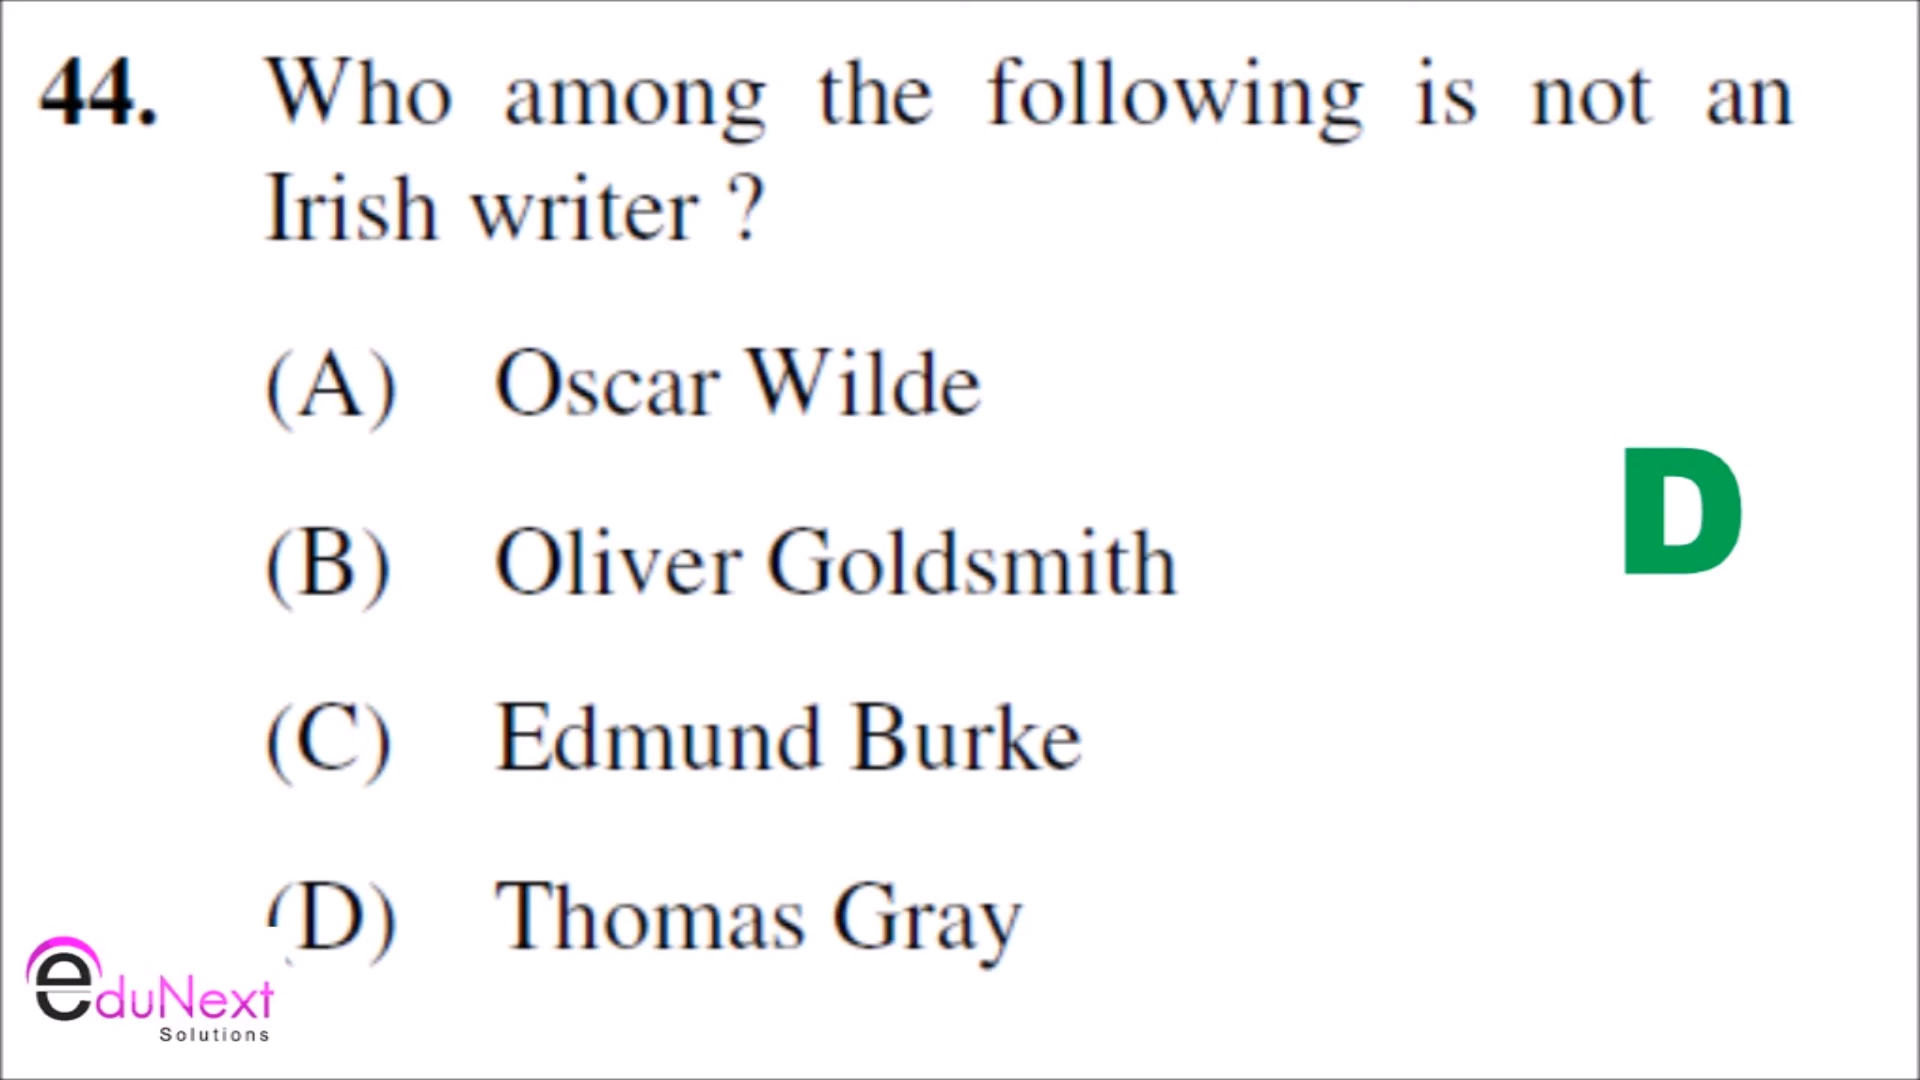 44. Who among the following is not an
Irish writer ?
(A) Oscar Wilde
D
(B) Oliver Goldsmith
(C) Edmund Burke
(D) Thomas Gray
eduNext
Solutions